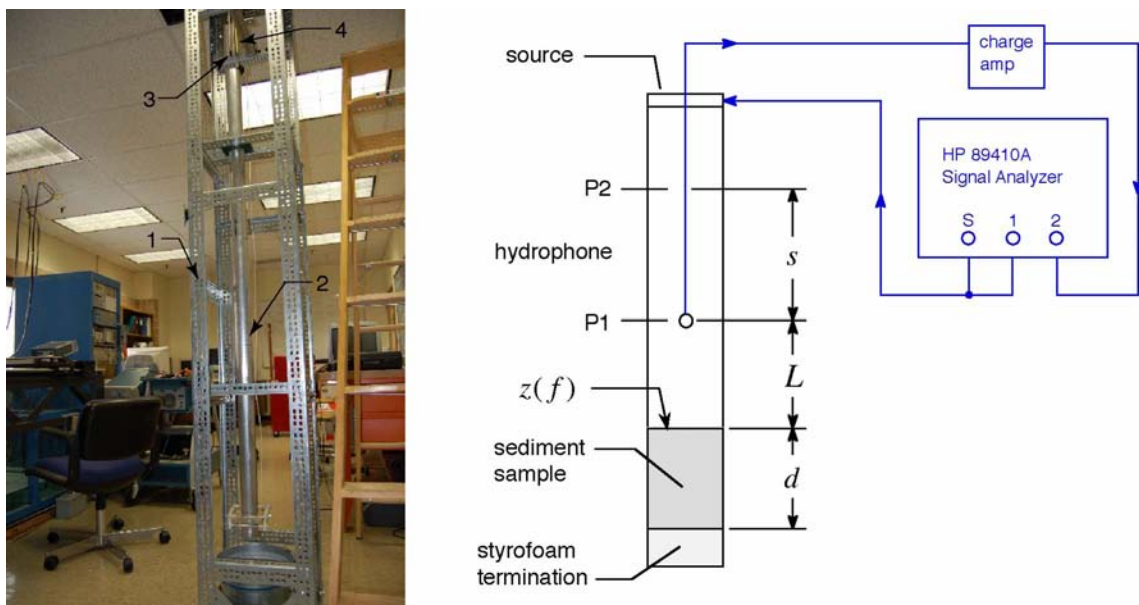 4
3
1
2
source
charge
amp
HP 89410A
Signal Analyzer
S 1 2
P2
hydrophone
s
P1
L
z(f)
sediment
sample
d
styrofoam
termination